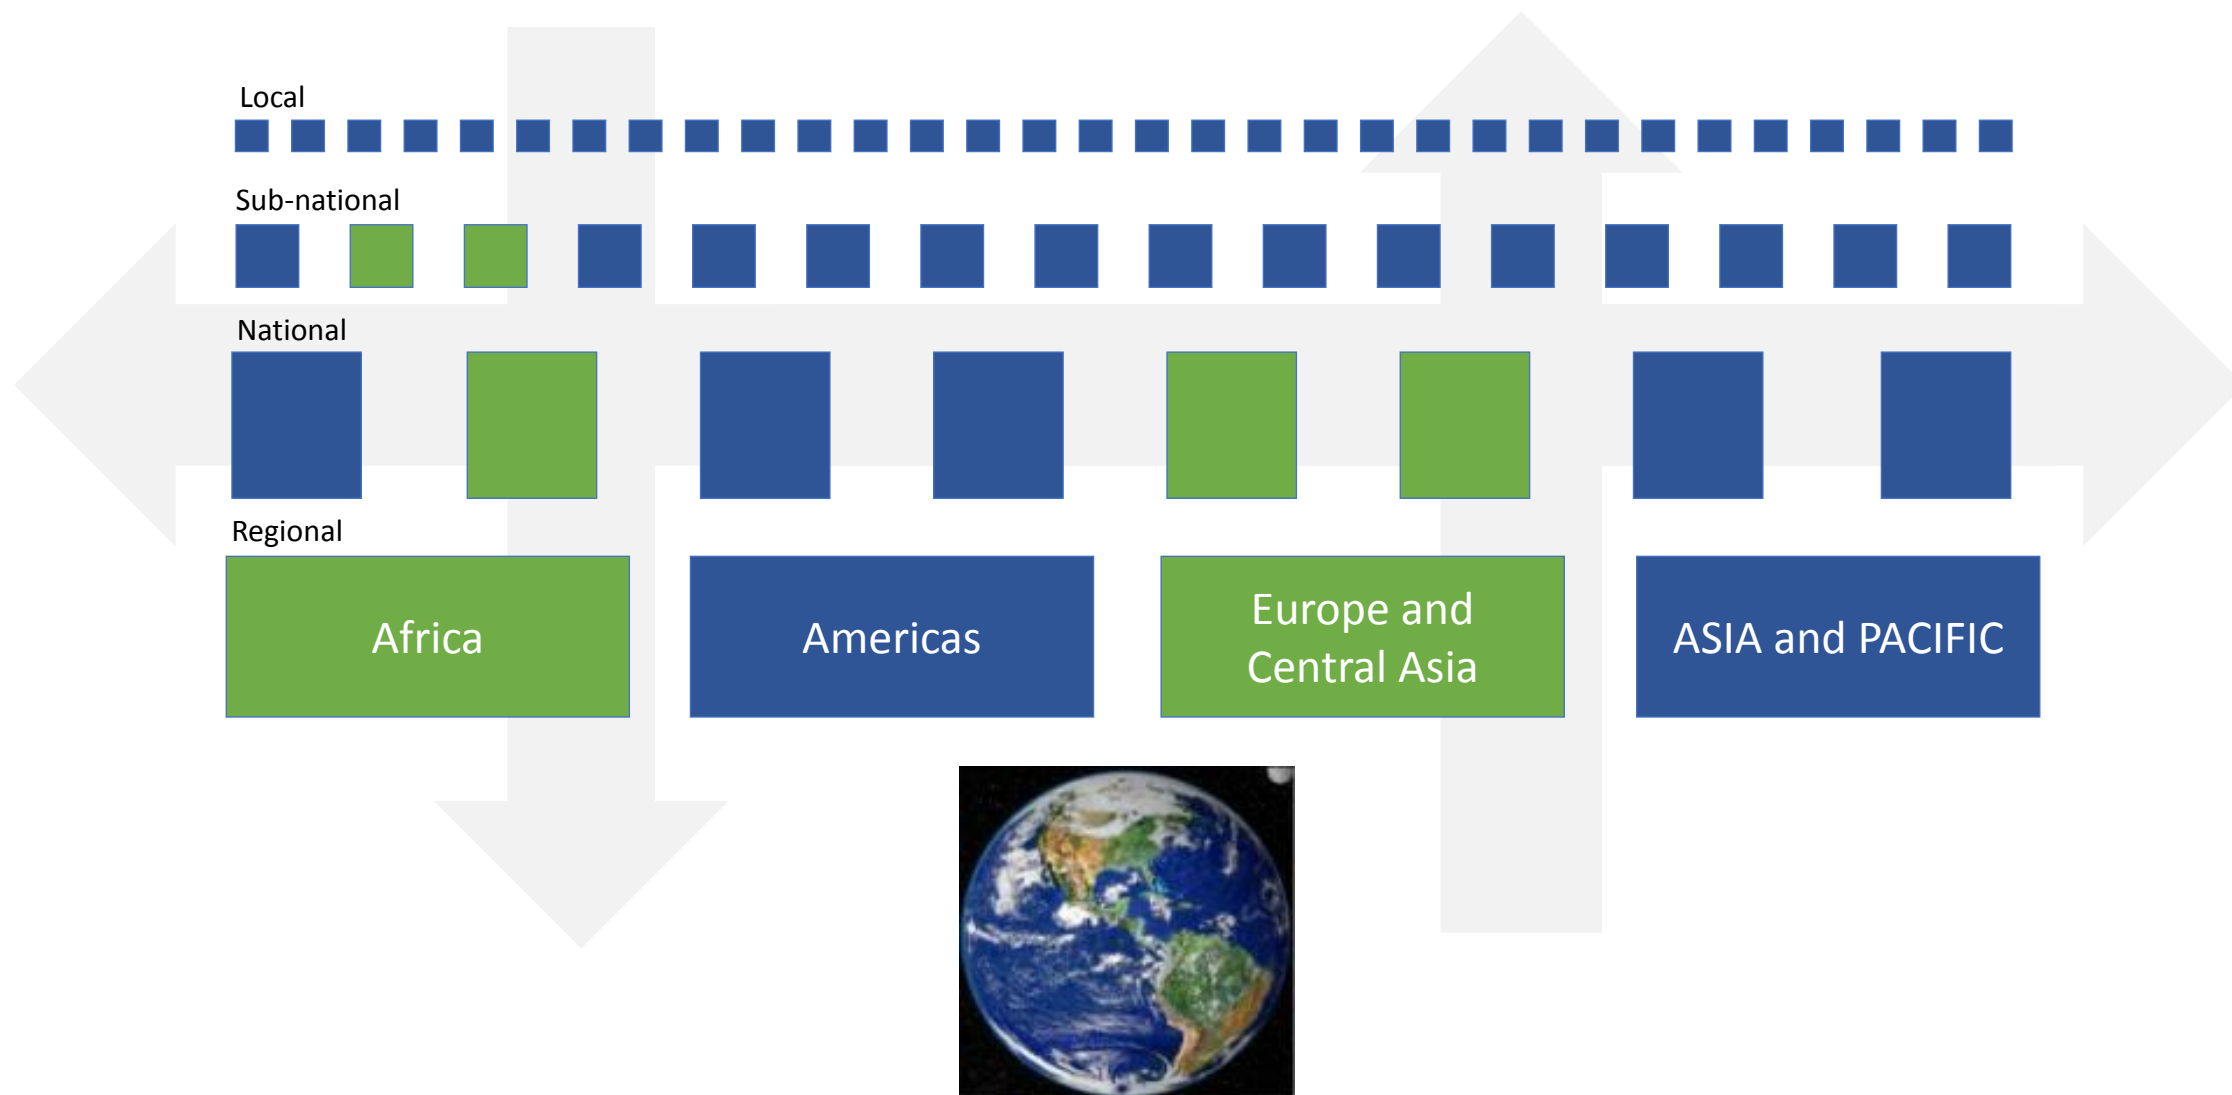 Local
Sub-national
National
Regional
Africa
Americas
Europe and
Central Asia
ASIA and PACIFIC